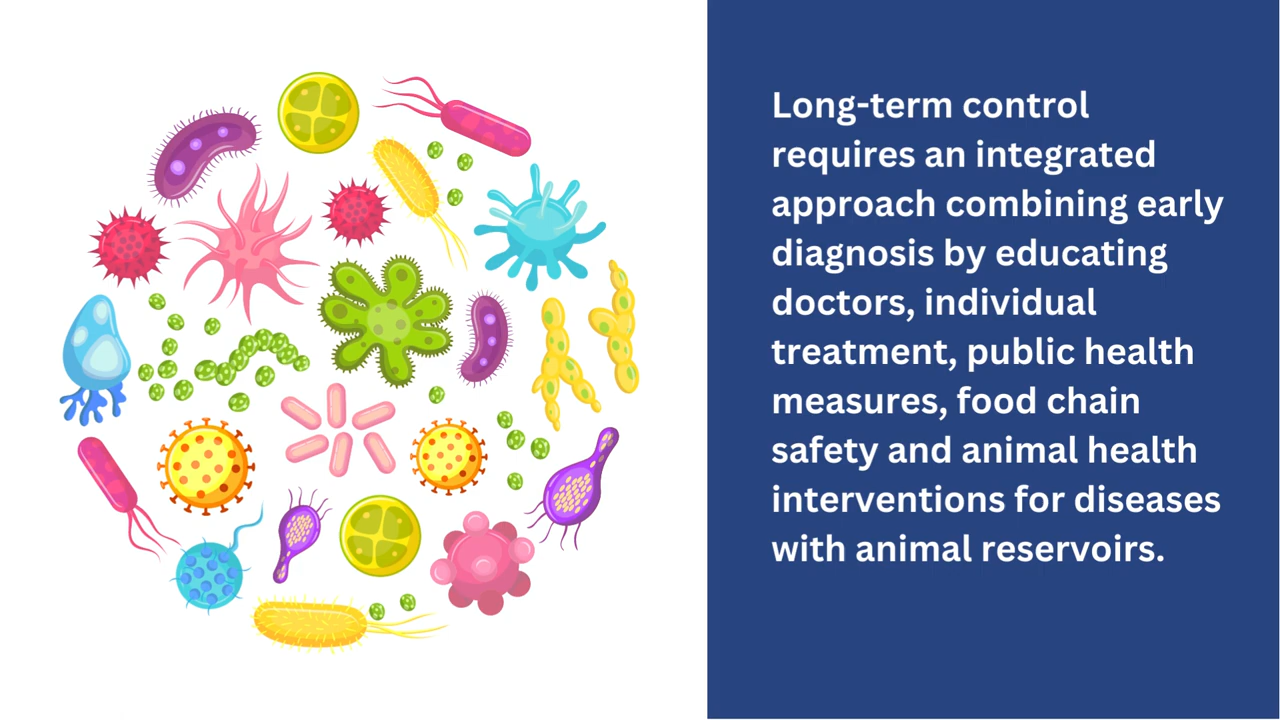 Long-term control
requires an integrated
approach combining early
diagnosis by educating
doctors, individual
treatment, public health
measures, food chain
safety and animal health
interventions for diseases
with animal reservoirs.